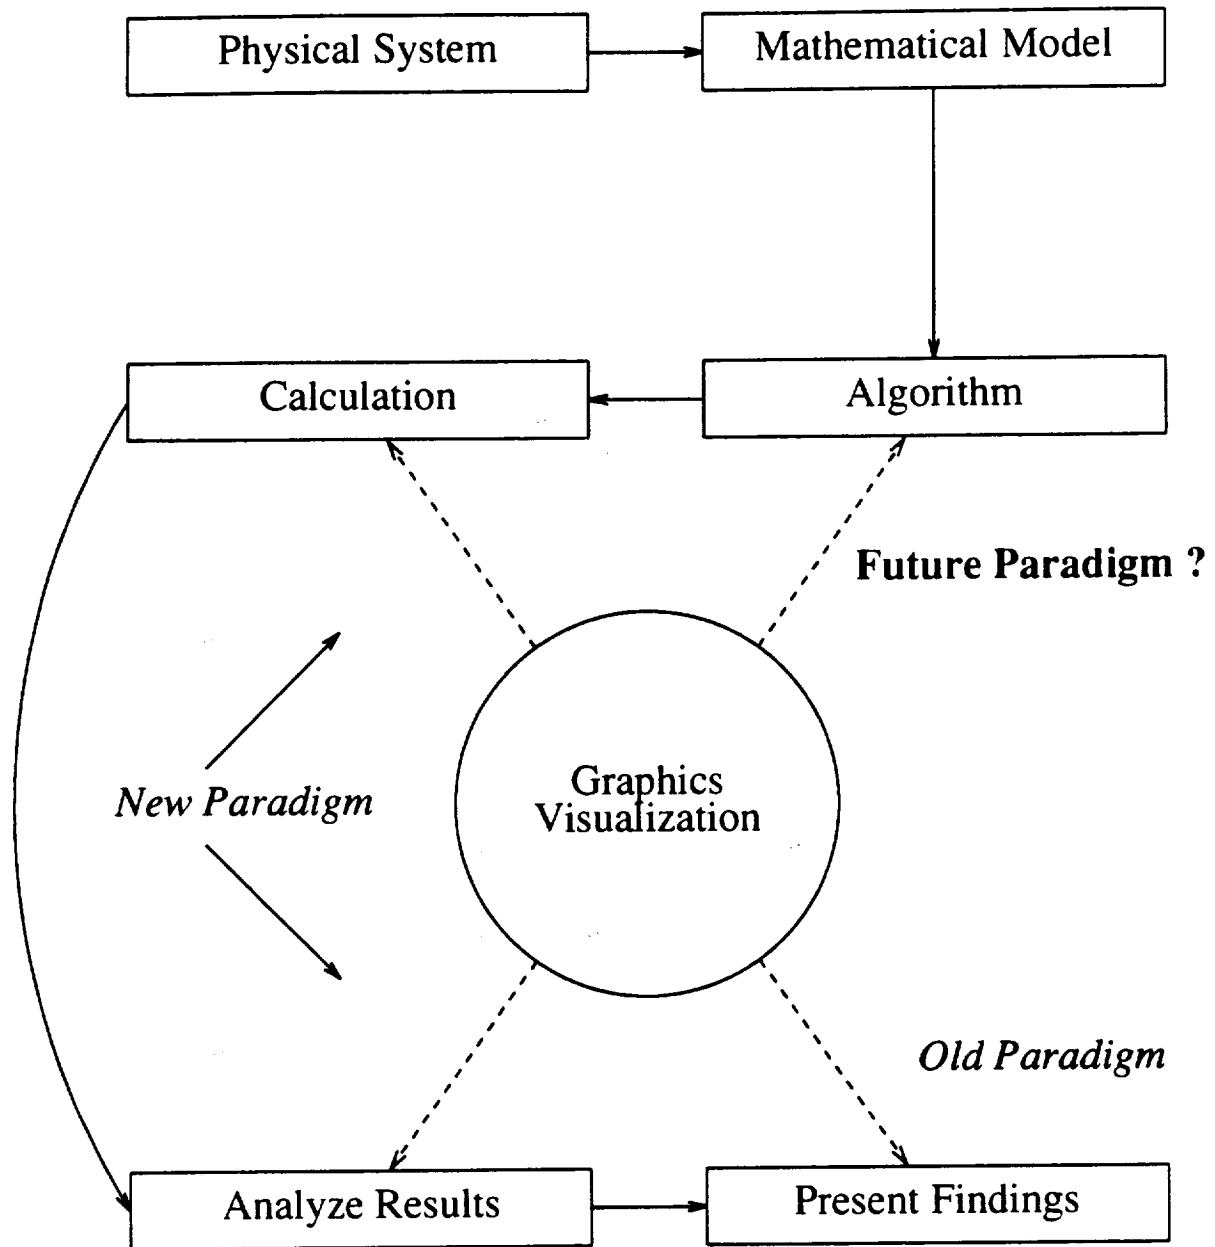 Physical System
Mathematical Model
Calculation
Algorithm
Future Paradigm ?
New Paradigm
Graphics
Visualization
Old Paradigm
Analyze Results
Present Findings